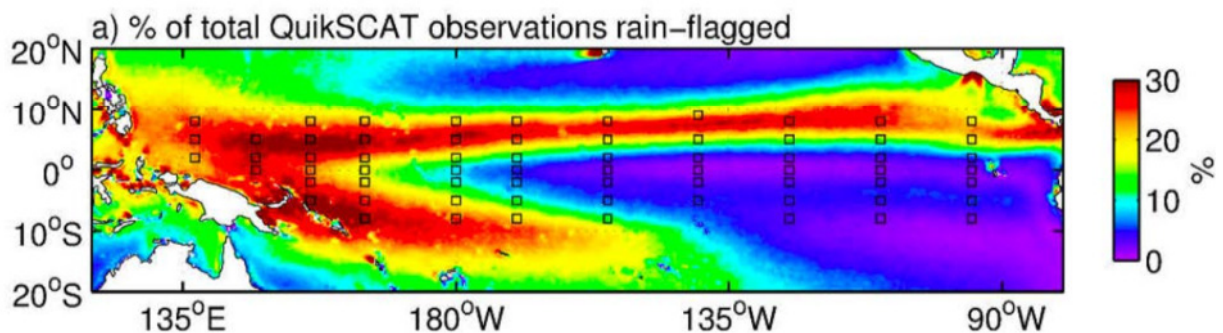 a) % of total QuikSCAT observations rain-flagged
20°N
10°N
0°
10°S
20°S
135°E
180°W
135°W
90°W
30
20
10
0
%